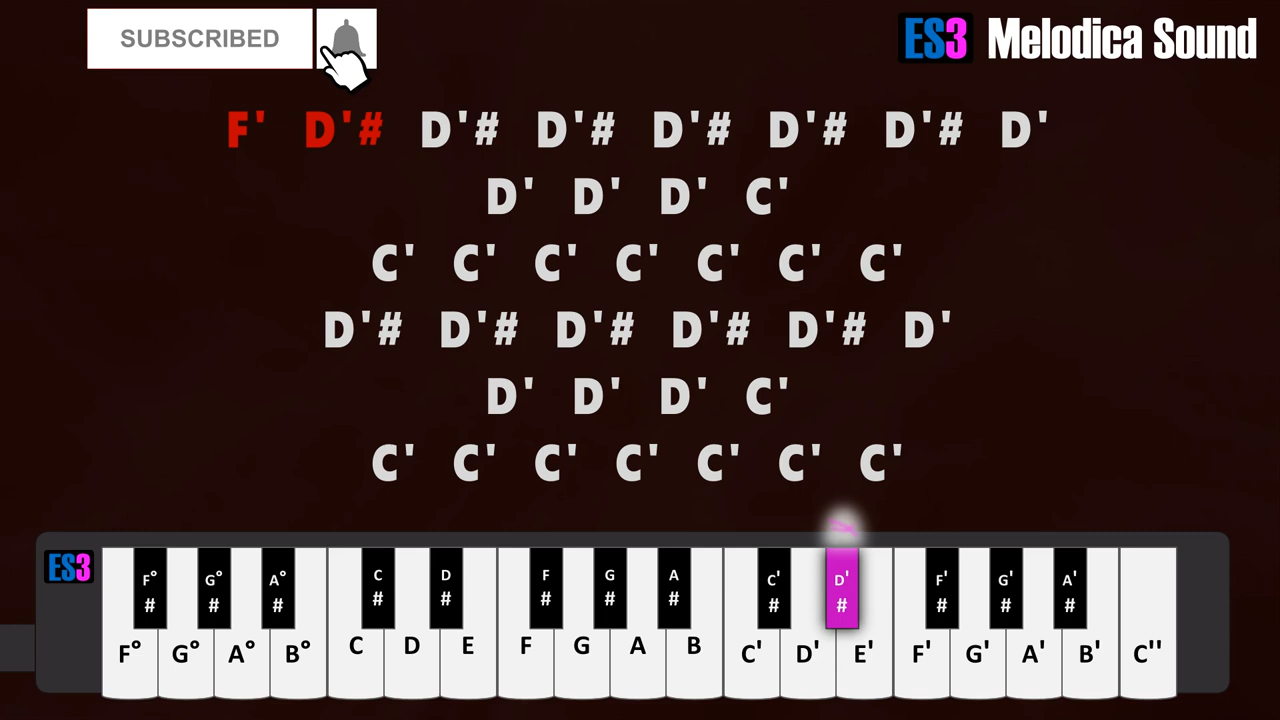 SUBSCRIBED
ES3 Melodica Sound
F' D'# D'# D'# D'# D'# D'# D'
D' D' D' C'
C' C' C' C' C' C' C'
D'# D'# D'# D'# D'# D'
D' D' D' C'
C' C' C' C' C' C' C'
ES3
F° # G° # A° # C # D # F # G # A # C' # D' # F' # G' # A' #
F° G° A° B° C D E F G A B C' D' E' F' G' A' B' C''